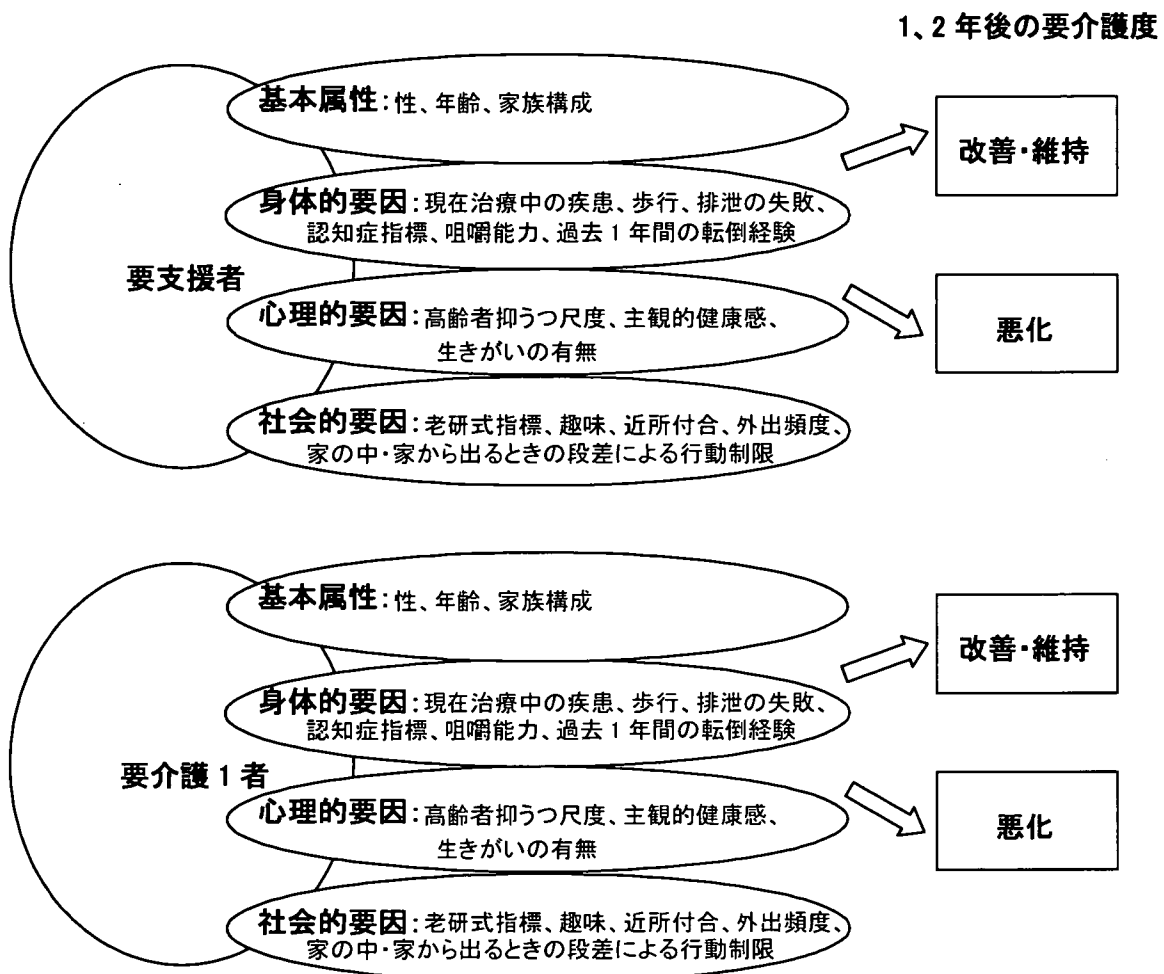 1、2年後の要介護度
基本属性：性、年齢、家族構成
改善・維持
身体的要因：現在治療中の疾患、歩行、排泄の失敗、
認知症指標、咀嚼能力、過去1年間の転倒経験
要支援者
心理的要因：高齢者抑うつ尺度、主観的健康感、
生きがいの有無
悪化
社会的要因：老研式指標、趣味、近所付合、外出頻度、
家の中・家から出るときの段差による行動制限
基本属性：性、年齢、家族構成
改善・維持
身体的要因：現在治療中の疾患、歩行、排泄の失敗、
認知症指標、咀嚼能力、過去1年間の転倒経験
要介護1者
心理的要因：高齢者抑うつ尺度、主観的健康感、
生きがいの有無
悪化
社会的要因：老研式指標、趣味、近所付合、外出頻度、
家の中・家から出るときの段差による行動制限